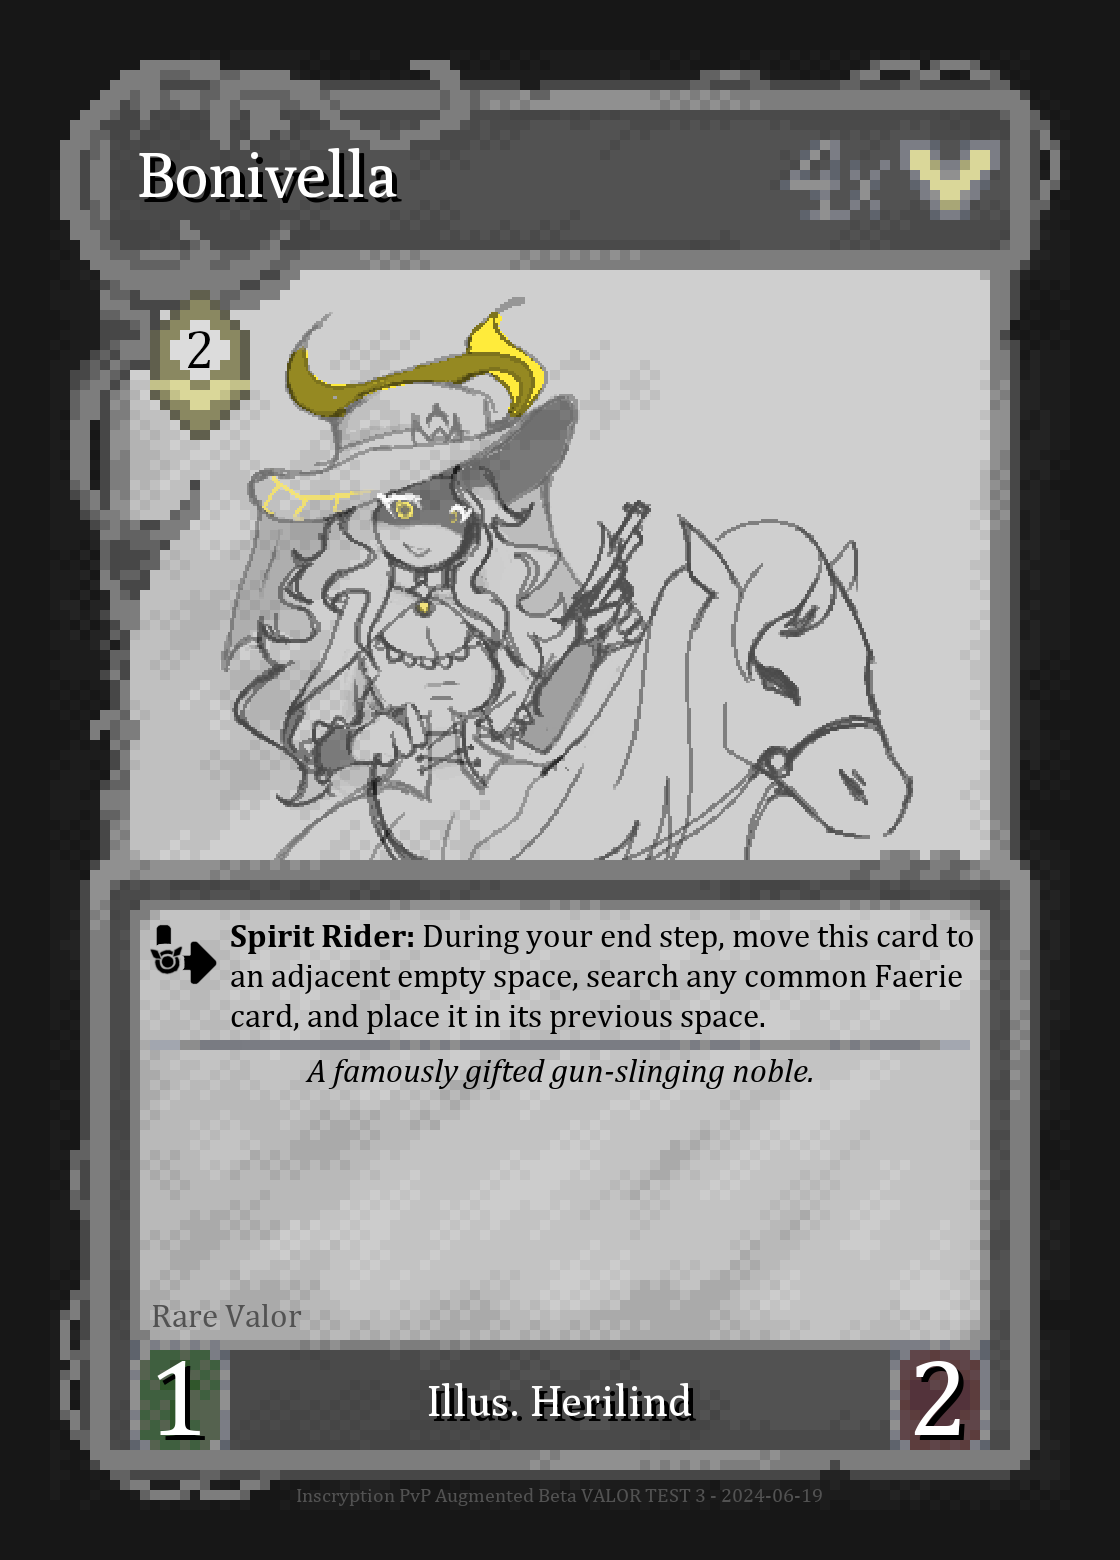 Bonivella
4x
2
Spirit Rider: During your end step, move this card to
an adjacent empty space, search any common Faerie
card, and place it in its previous space.
A famously gifted gun-slinging noble.
Rare Valor
1
Illus. Herilind
2
Inscryption PvP Augmented Beta VALOR TEST 3 - 2024-06-19